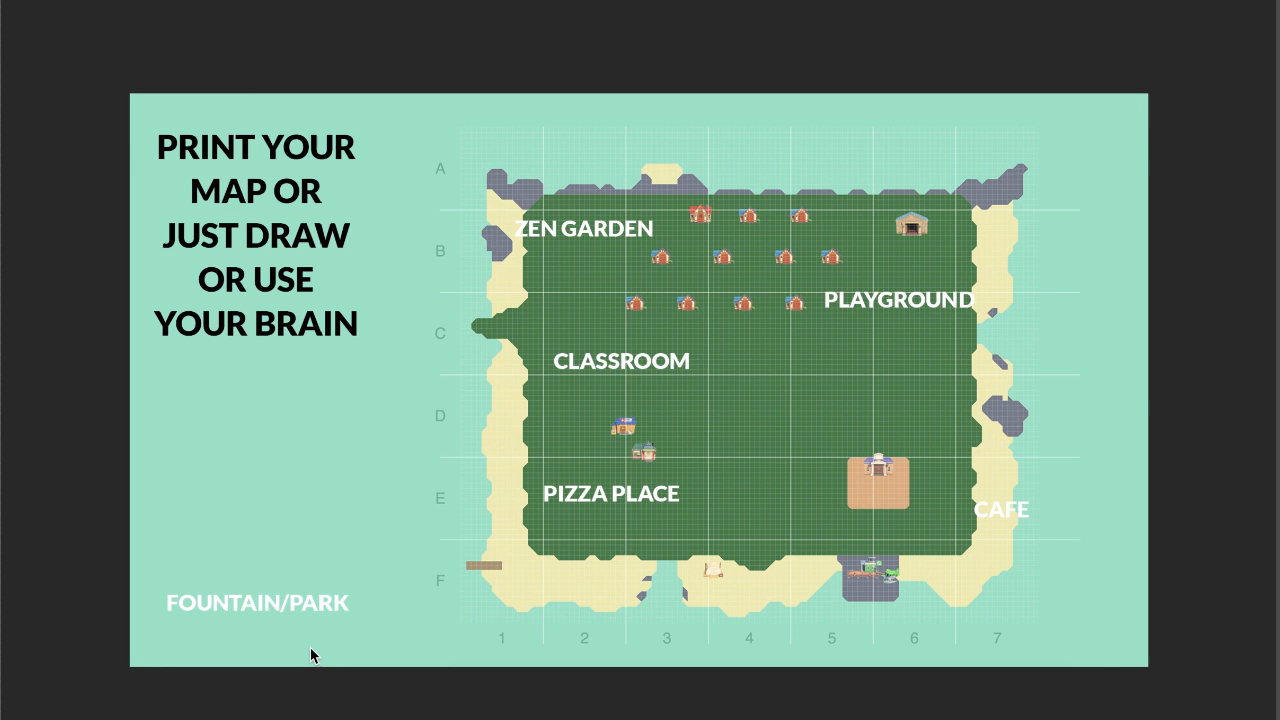 PRINT YOUR
MAP OR
JUST DRAW
OR USE
YOUR BRAIN
A
ZEN GARDEN
B
PLAYGROUND
C
CLASSROOM
D
PIZZA PLACE
E
CAFE
F
FOUNTAIN/PARK
1 2 3 4 5 6 7